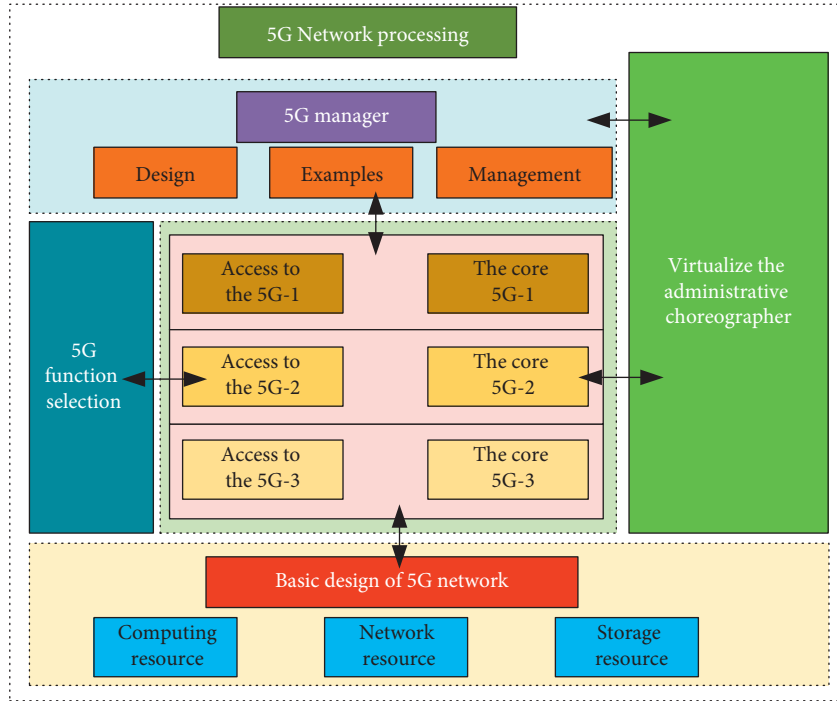 5G Network processing
5G manager
Design
Examples
Management
5G
function
selection
Access to
the 5G-1
The core
5G-1
Access to
the 5G-2
The core
5G-2
Access to
the 5G-3
The core
5G-3
Virtualize the
administrative
choreographer
Basic design of 5G network
Computing
resource
Network
resource
Storage
resource